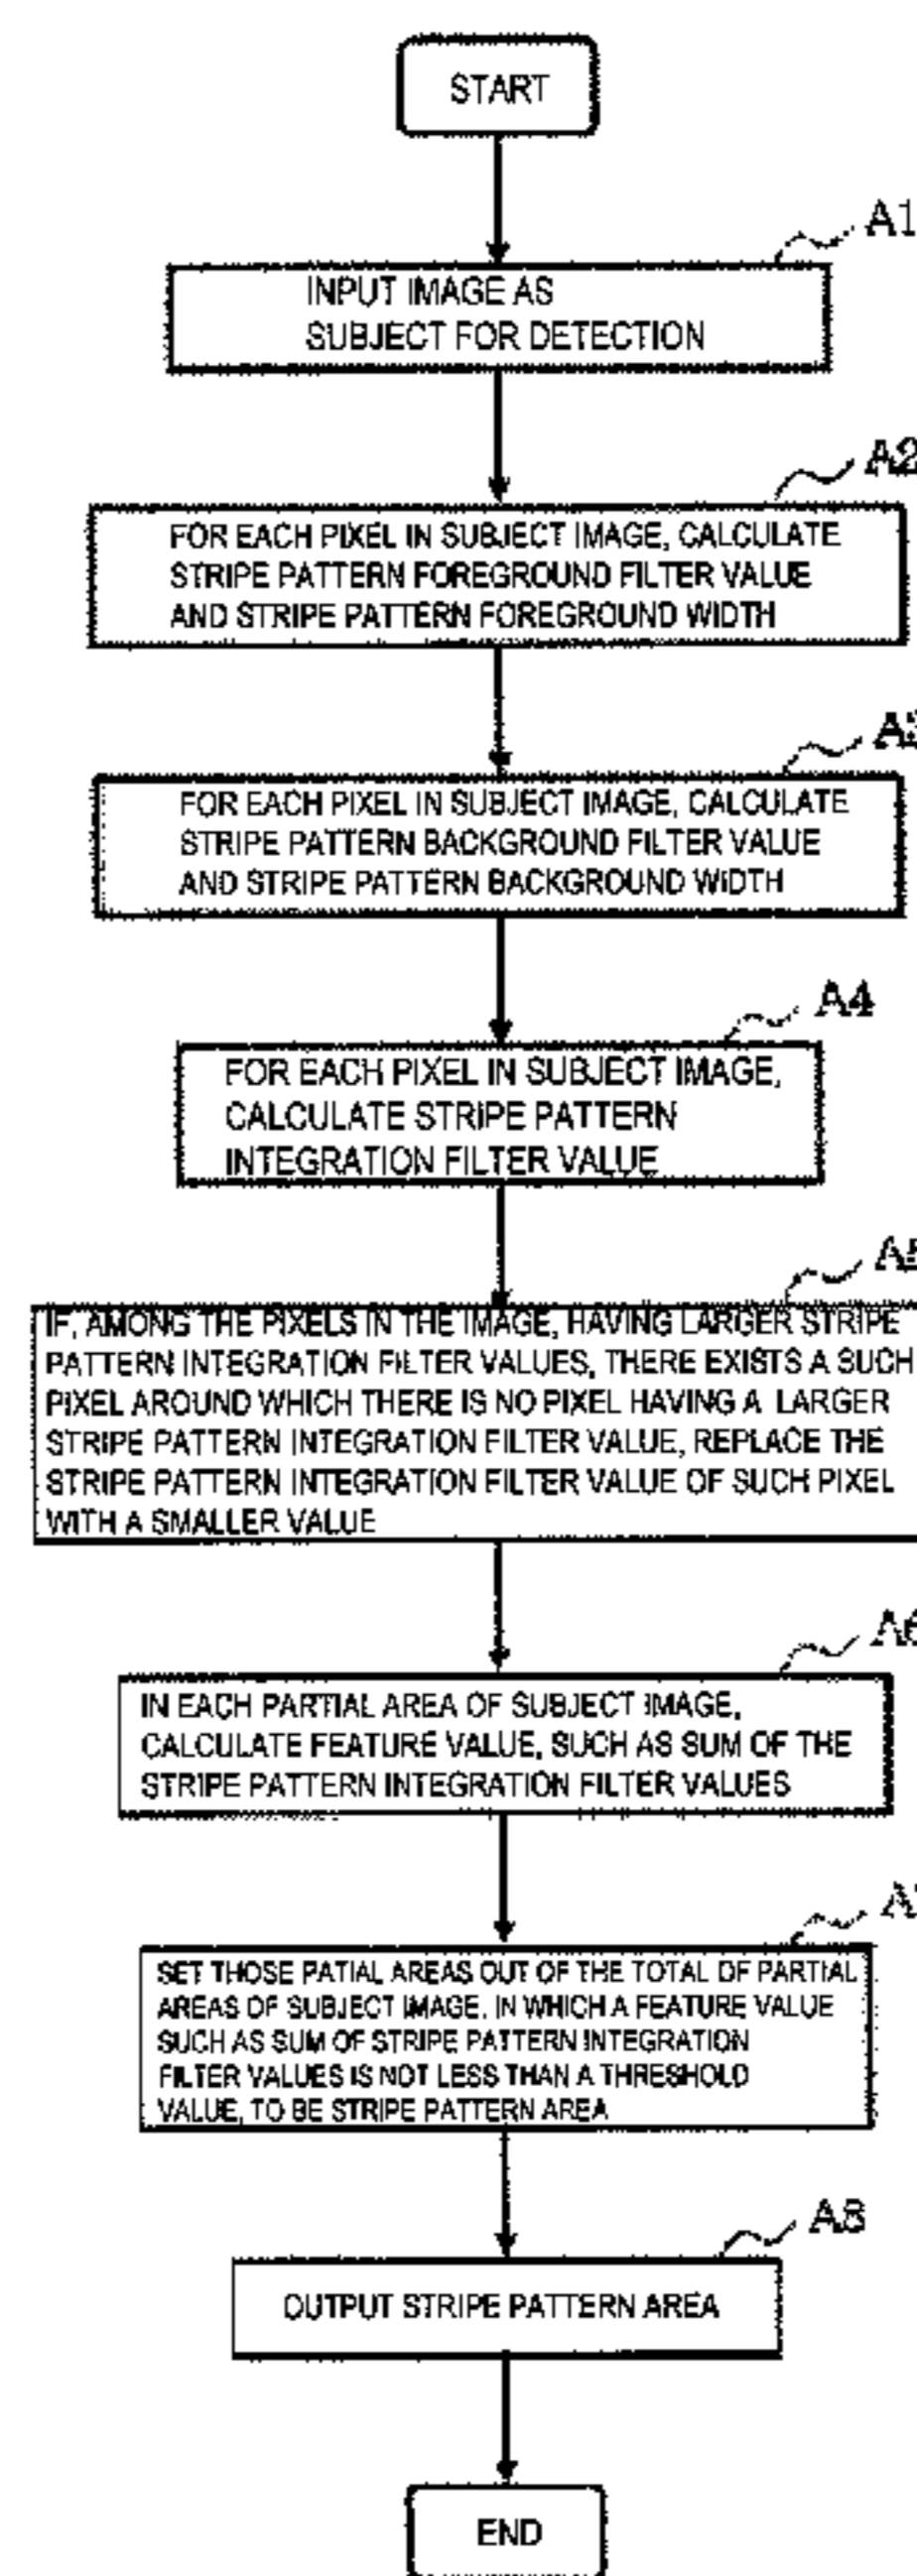 START
A1
INPUT IMAGE AS
SUBJECT FOR DETECTION
A2
FOR EACH PIXEL IN SUBJECT IMAGE, CALCULATE
STRIPE PATTERN FOREGROUND FILTER VALUE
AND STRIPE PATTERN FOREGROUND WIDTH
A3
FOR EACH PIXEL IN SUBJECT IMAGE, CALCULATE
STRIPE PATTERN BACKGROUND FILTER VALUE
AND STRIPE PATTERN BACKGROUND WIDTH
A4
FOR EACH PIXEL IN SUBJECT IMAGE,
CALCULATE STRIPE PATTERN
INTEGRATION FILTER VALUE
A5
IF, AMONG THE PIXELS IN THE IMAGE, HAVING LARGER STRIPE
PATTERN INTEGRATION FILTER VALUES, THERE EXISTS A SUCH
PIXEL AROUND WHICH THERE IS NO PIXEL HAVING A LARGER
STRIPE PATTERN INTEGRATION FILTER VALUE, REPLACE THE
STRIPE PATTERN INTEGRATION FILTER VALUE OF SUCH PIXEL
WITH A SMALLER VALUE
A6
IN EACH PARTIAL AREA OF SUBJECT IMAGE,
CALCULATE FEATURE VALUE, SUCH AS SUM OF THE
STRIPE PATTERN INTEGRATION FILTER VALUES
A7
SET THOSE PATIAL AREAS OUT OF THE TOTAL OF PARTIAL
AREAS OF SUBJECT IMAGE, IN WHICH A FEATURE VALUE
SUCH AS SUM OF STRIPE PATTERN INTEGRATION
FILTER VALUES IS NOT LESS THAN A THRESHOLD
VALUE, TO BE STRIPE PATTERN AREA
A8
OUTPUT STRIPE PATTERN AREA
END